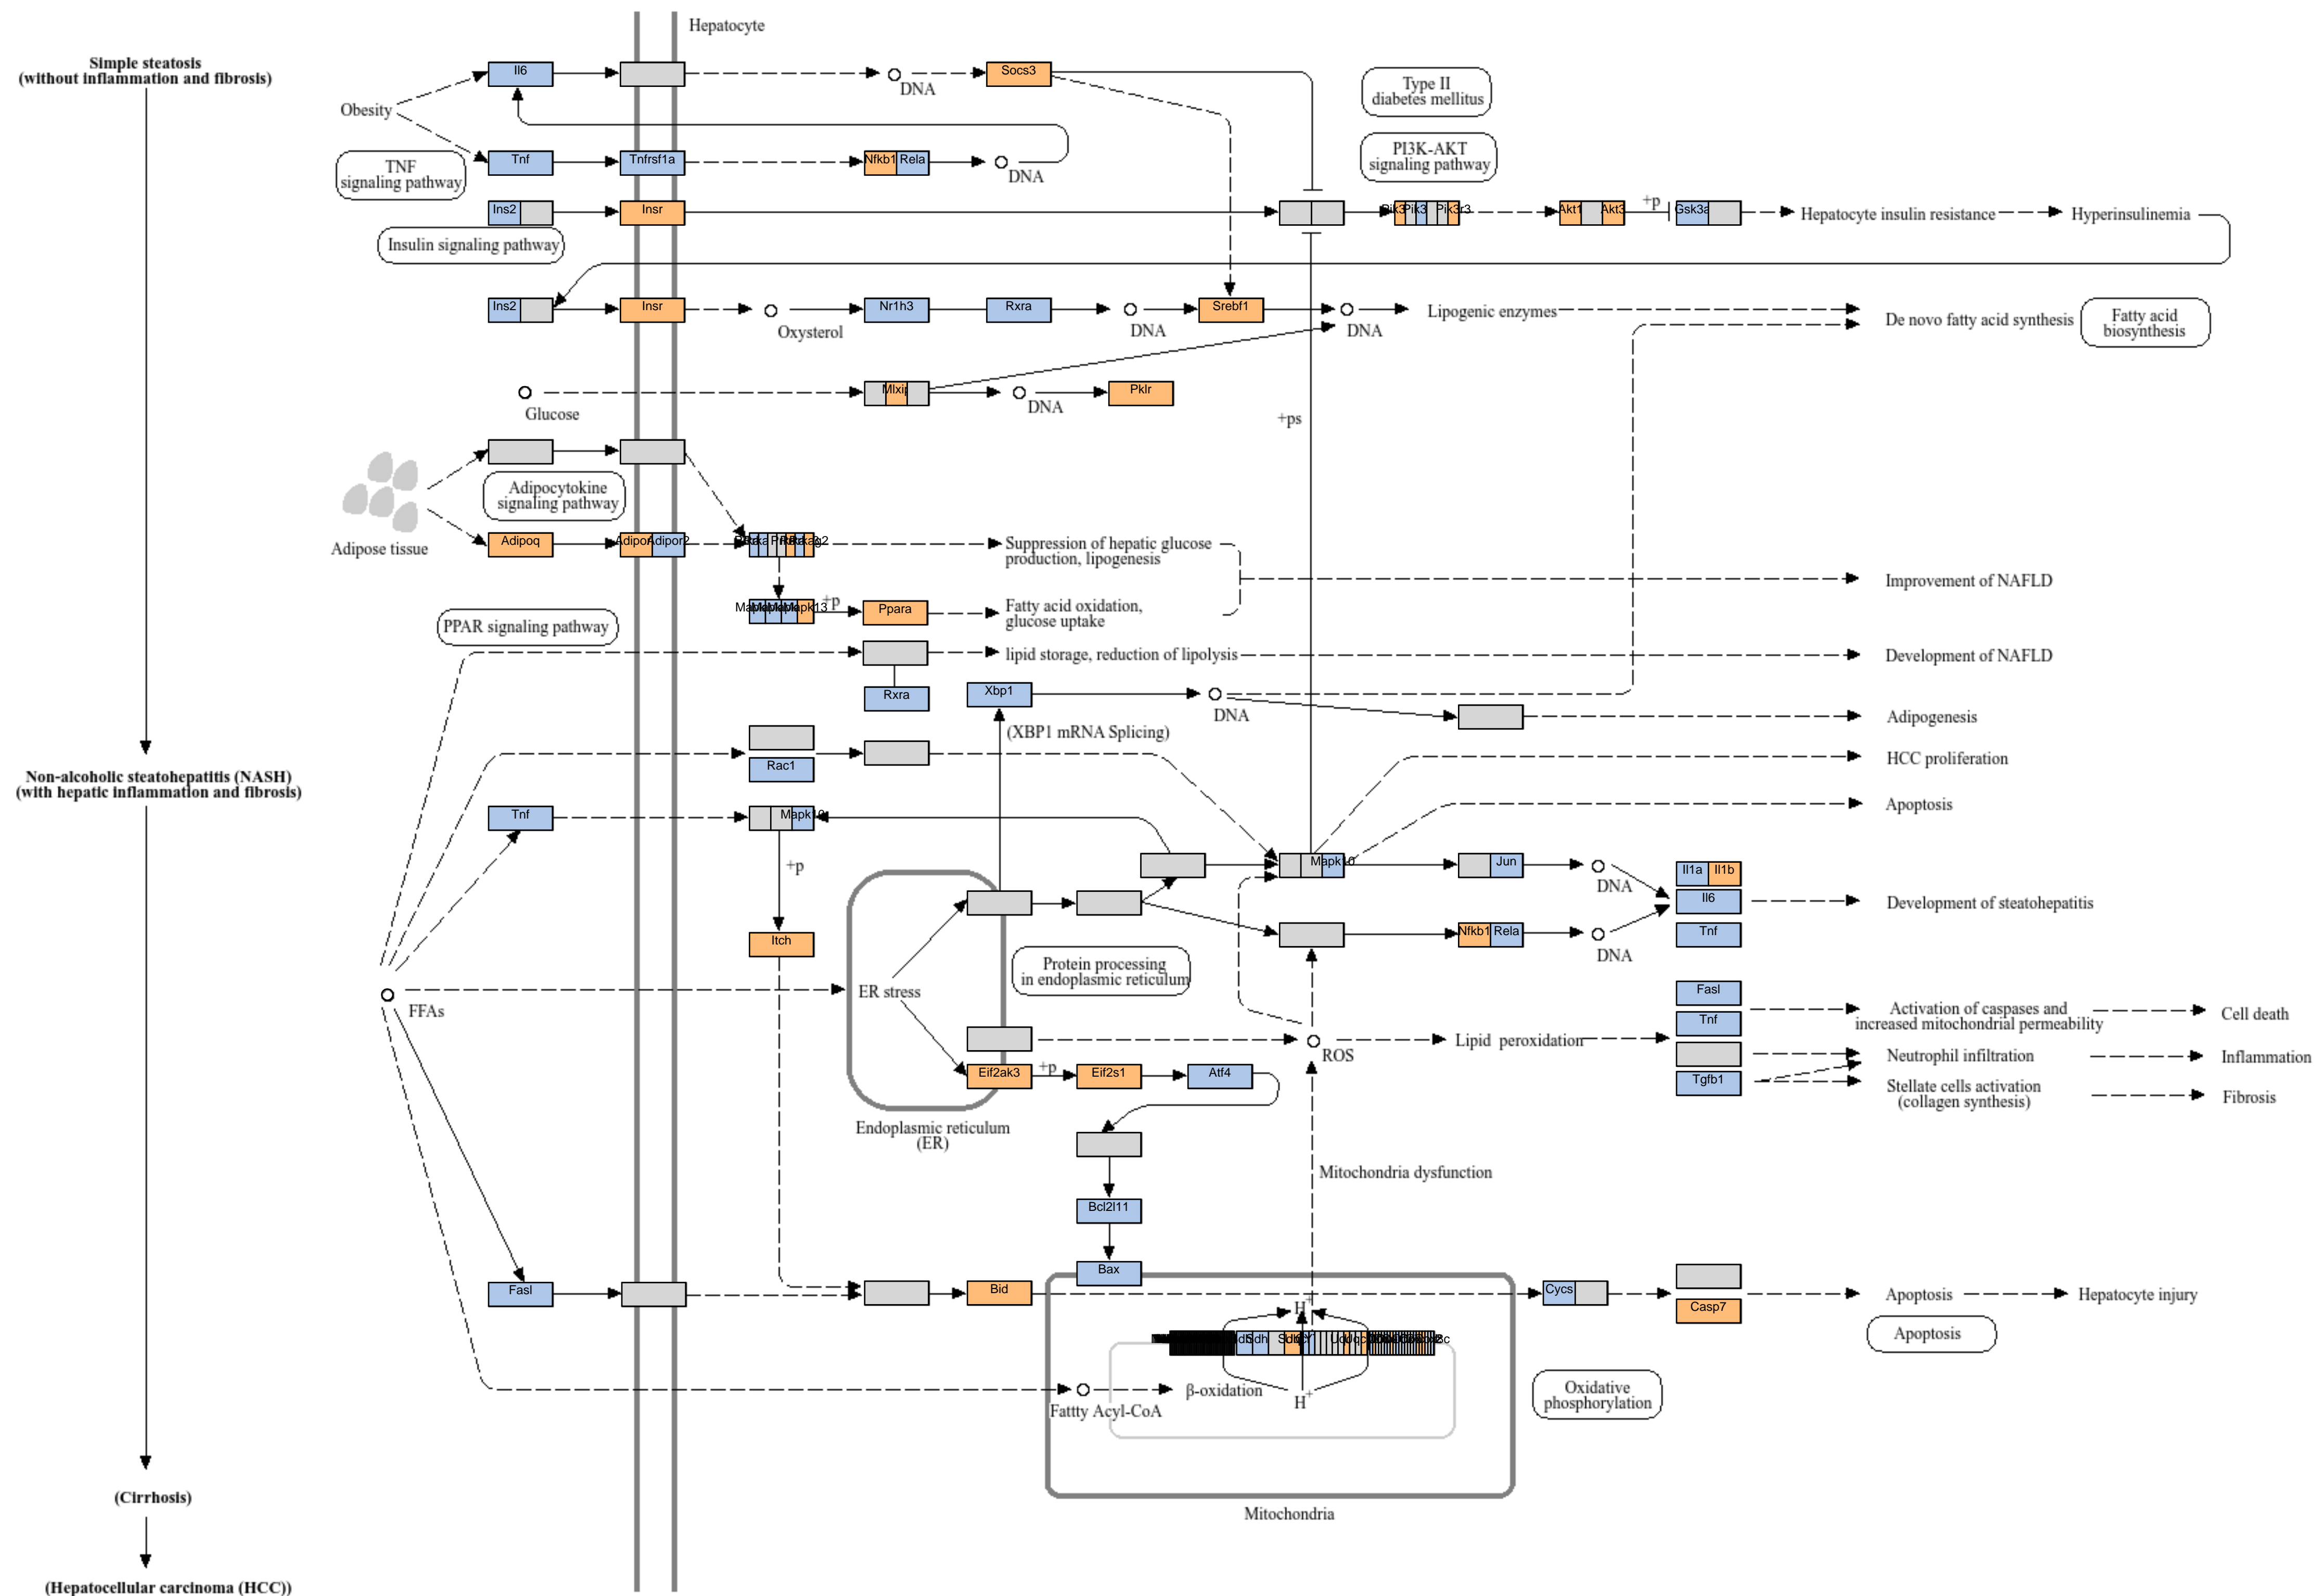 Hepatocyte
Simple steatosis
(without inflammation and fibrosis)
Il6
Socs3
DNA
Type II
diabetes mellitus
Obesity
TNF
signaling pathway
Tnf
Tnfrsf1a
Nfkb1
Rela
DNA
PI3K-AKT
signaling pathway
Ins2
Insr
Pik3r3
Akt1
Akt3
+p
Gsk3a
Hepatocyte insulin resistance
Hyperinsulinemia
Insulin signaling pathway
Ins2
Insr
Oxysterol
Nr1h3
Rxra
DNA
Srebf1
DNA
Lipogenic enzymes
De novo fatty acid synthesis
Fatty acid
biosynthesis
Glucose
Mlxip
DNA
Pklr
+ps
Adipocytokine
signaling pathway
Adipose tissue
Adipoq
Adipor2
Suppression of hepatic glucose
production, lipogenesis
Improvement of NAFLD
Mapk13
+p
Ppara
Fatty acid oxidation,
glucose uptake
PPAR signaling pathway
lipid storage, reduction of lipolysis
Development of NAFLD
Rxra
Xbp1
DNA
Adipogenesis
(XBP1 mRNA Splicing)
Rac1
HCC proliferation
Non-alcoholic steatohepatitis (NASH)
(with hepatic inflammation and fibrosis)
Tnf
Mapk10
Apoptosis
+p
Mapk10
Jun
DNA
Il1a
Il1b
Il6
Development of steatohepatitis
Itch
Nfkb1
Rela
DNA
Tnf
Protein processing
in endoplasmic reticulum
FFAs
ER stress
Fasl
Tnf
Activation of caspases and
increased mitochondrial permeability
Cell death
ROS
Lipid peroxidation
Neutrophil infiltration
Inflammation
Eif2ak3
+p
Eif2s1
Atf4
Tgfb1
Stellate cells activation
(collagen synthesis)
Fibrosis
Endoplasmic reticulum
(ER)
Mitochondria dysfunction
Bcl2l11
Bax
Fasl
Bid
Cycs
Casp7
Apoptosis
Hepatocyte injury
H+
Apoptosis
β-oxidation
H+
Fattty Acyl-CoA
Oxidative
phosphorylation
Mitochondria
(Cirrhosis)
(Hepatocellular carcinoma (HCC))